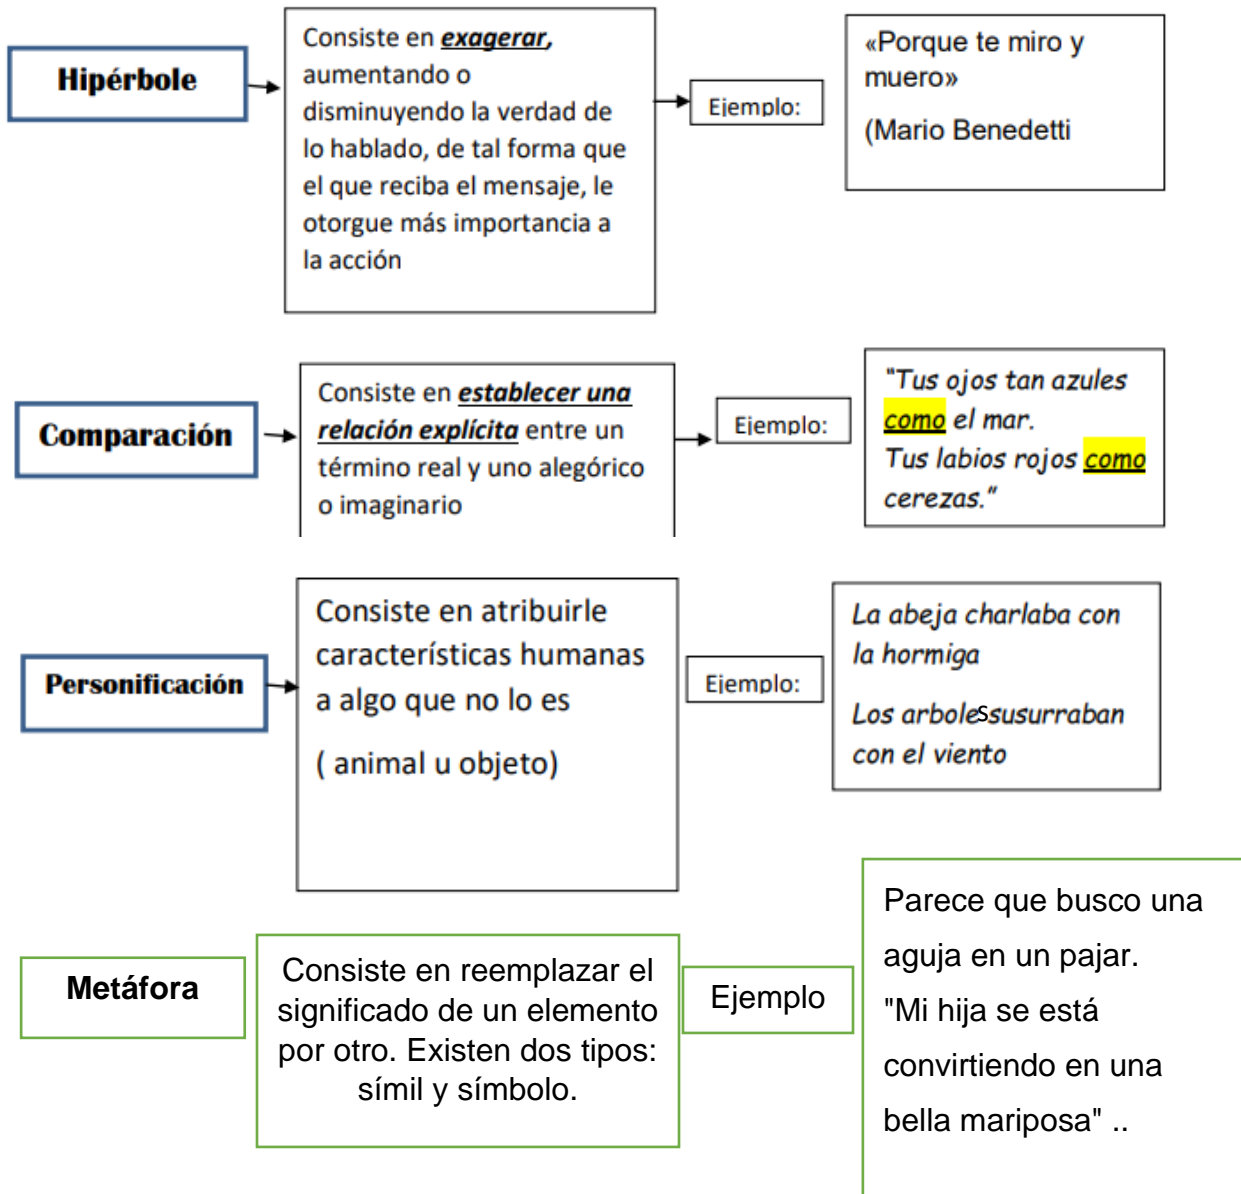 Hipérbole
Consiste en exagerar,
aumentando o
disminuyendo la verdad de
lo hablado, de tal forma que
el que reciba el mensaje, le
otorgue más importancia a
la acción
Ejemplo:
«Porque te miro y
muero»
(Mario Benedetti
Comparación
Consiste en establecer una
relación explícita entre un
término real y uno alegórico
o imaginario
Ejemplo:
"Tus ojos tan azules
como el mar.
Tus labios rojos como
cerezas."
Personificación
Consiste en atribuirle
características humanas
a algo que no lo es
( animal u objeto)
Ejemplo:
La abeja charlaba con
la hormiga
Los arboles susurraban
con el viento
Metáfora
Consiste en reemplazar el
significado de un elemento
por otro. Existen dos tipos:
símil y símbolo.
Ejemplo
Parece que busco una
aguja en un pajar.
"Mi hija se está
convirtiendo en una
bella mariposa" ..